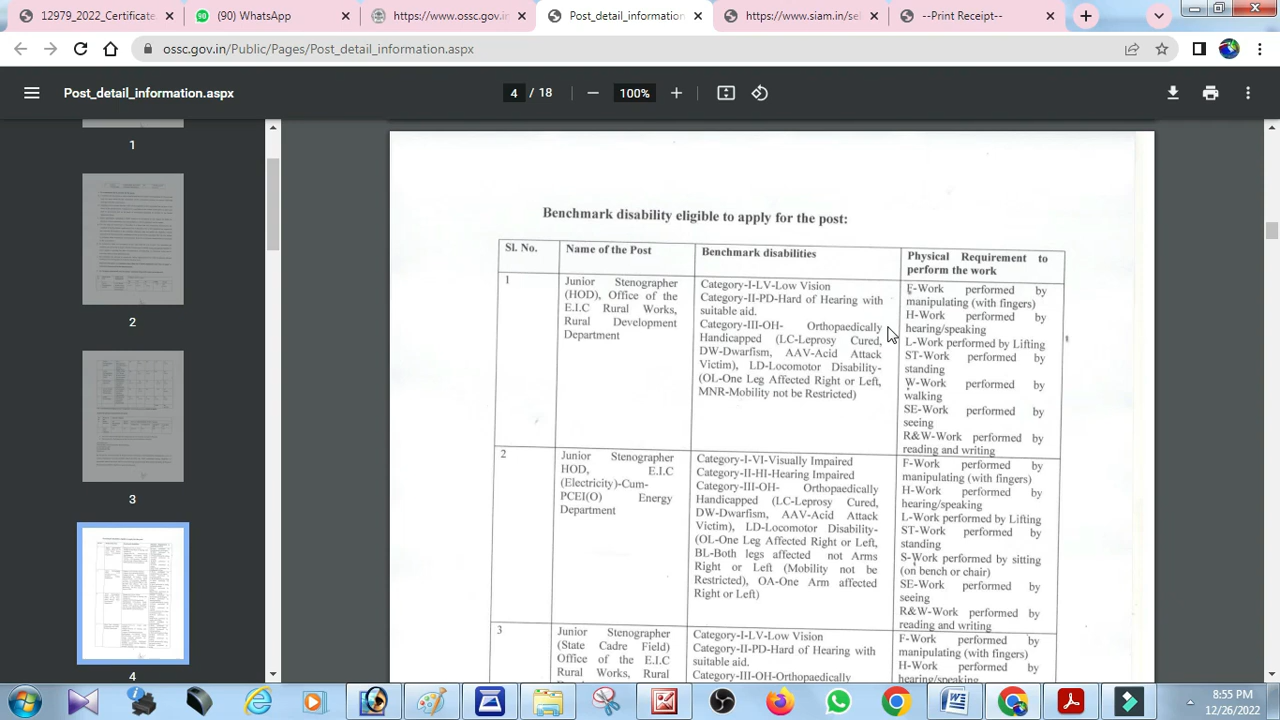 12979_2022_Certificate
(90) WhatsApp
https://www.ossc.gov.in
Post_detail_information
https://www.siam.in/se
--Print Receipt--
ossc.gov.in/Public/Pages/Post_detail_information.aspx
Post_detail_information.aspx
4 / 18
100%
1
2
3
4
Benchmark disability eligible to apply for the post:
Sl. No.
Name of the Post
Benchmark disabilities
Physical Requirement to
perform the work
1
Junior Stenographer
(HOD), Office of the
E.I.C Rural Works,
Rural Development
Department
Category-I-LV-Low Vision
Category-II-PD-Hard of Hearing with
suitable aid.
Category-III-OH- Orthopaedically
Handicapped (LC-Leprosy Cured,
DW-Dwarfism, AAV-Acid Attack
Victim), LD-Locomotor Disability-
(OL-One Leg Affected Right or Left,
MNR-Mobility not be Restricted)
F-Work performed by
manipulating (with fingers)
H-Work performed by
hearing/speaking
L-Work performed by Lifting
ST-Work performed by
standing
W-Work performed by
walking
SE-Work performed by
seeing
R&W-Work performed by
reading and writing
2
Junior Stenographer
HOD, E.I.C
(Electricity)-Cum-
PCEI(O) Energy
Department
Category-I-VI-Visually Impaired
Category-II-HI-Hearing Impaired
Category-III-OH- Orthopaedically
Handicapped (LC-Leprosy Cured,
DW-Dwarfism, AAV-Acid Attack
Victim), LD-Locomotor Disability-
(OL-One Leg Affected Right or Left,
BL-Both legs affected not Arms
Right or Left (Mobility not be
Restricted), OA-One Arm affected
Right or Left)
F-Work performed by
manipulating (with fingers)
H-Work performed by
hearing/speaking
L-Work performed by Lifting
ST-Work performed by
standing
S-Work performed by sitting
(on bench or chair)
SE-Work performed by
seeing
R&W-Work performed by
reading and writing
3
Junior Stenographer
(State Cadre Field)
Office of the E.I.C
Rural Works, Rural
Category-I-LV-Low Vision
Category-II-PD-Hard of Hearing with
suitable aid.
Category-III-OH-Orthopaedically
F-Work performed by
manipulating (with fingers)
H-Work performed by
hearing/speaking
8:55 PM
12/26/2022